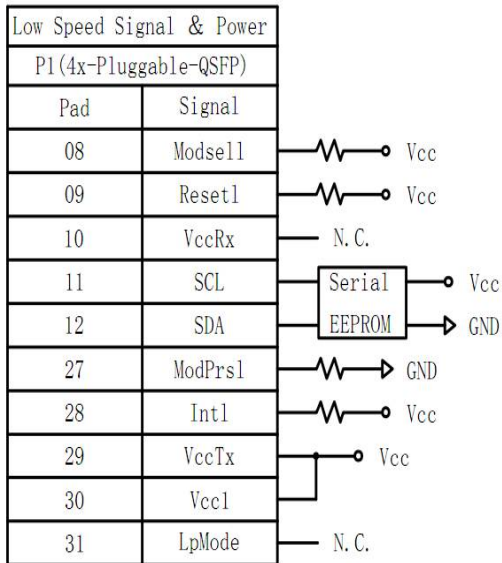 Low Speed Signal & Power
P1(4x-Pluggable-QSFP)
Pad Signal
08 Modsell Vcc
09 Resetl Vcc
10 VccRx N.C.
11 SCL Serial Vcc
12 SDA EEPROM GND
27 ModPrsl GND
28 Intl Vcc
29 VccTx Vcc
30 Vccl
31 LpMode N.C.